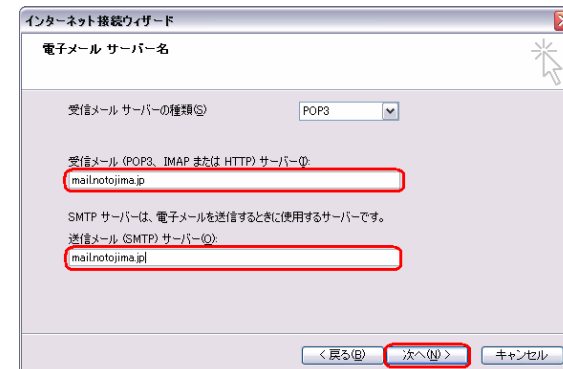 インターネット接続ウィザード
電子メール サーバー名
受信メール サーバーの種類(S) POP3
受信メール (POP3、IMAP または HTTP) サーバー(I):
mail.notojima.jp
SMTP サーバーは、電子メールを送信するときに使用するサーバーです。
送信メール (SMTP) サーバー(O):
mail.notojima.jp
< 戻る(B) 次へ(N) > キャンセル